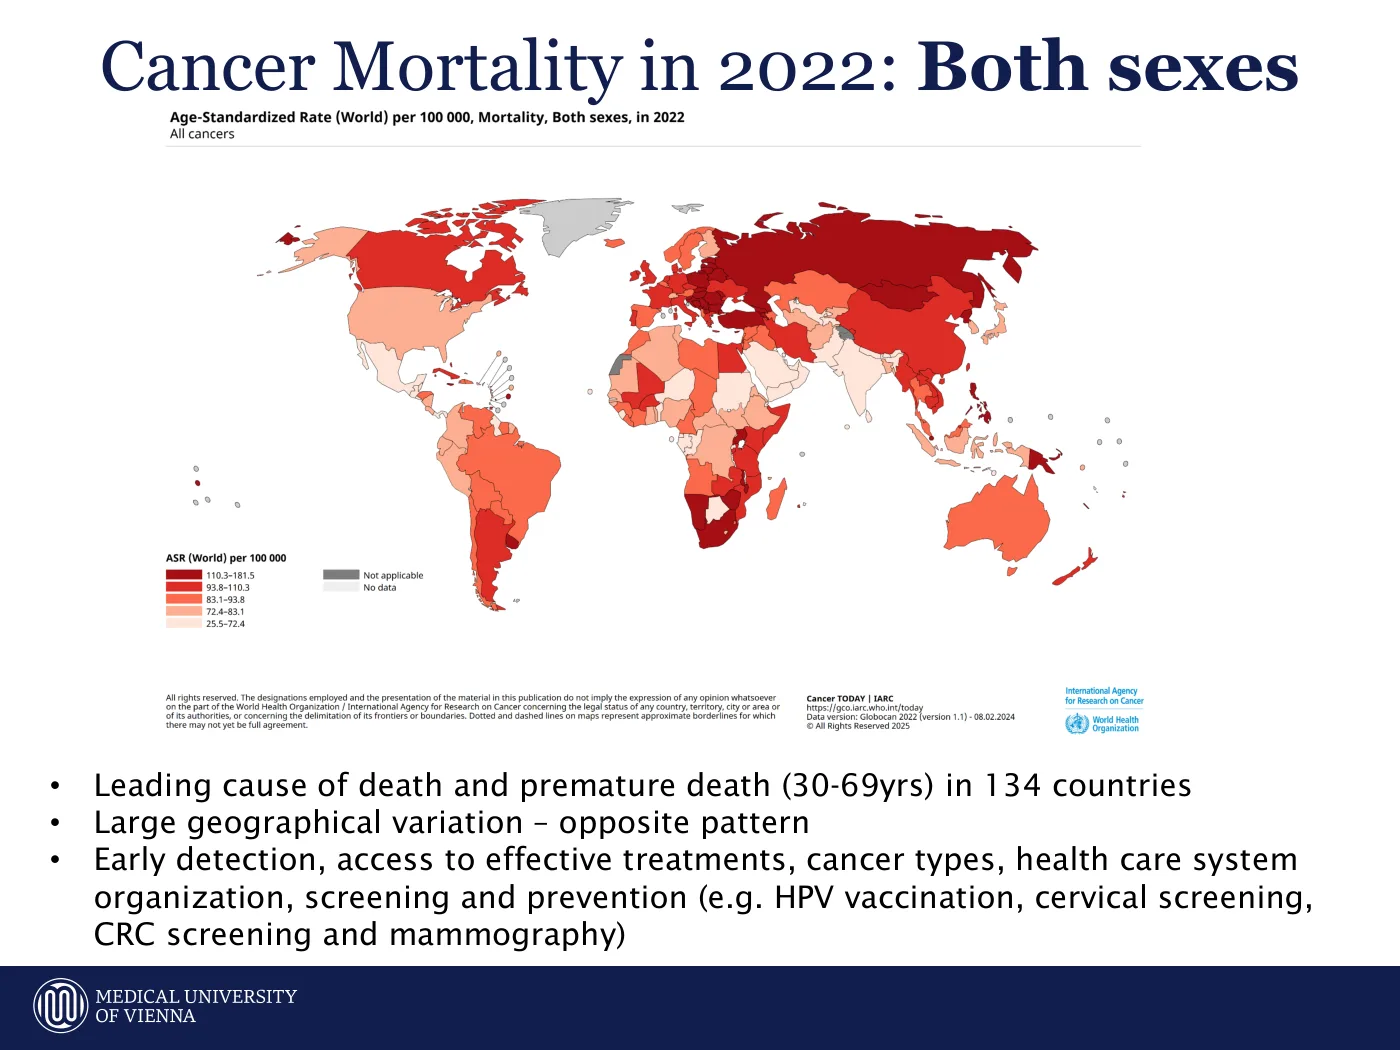 Cancer Mortality in 2022: Both sexes
Age-Standardized Rate (World) per 100 000, Mortality, Both sexes, in 2022
All cancers
ASR (World) per 100 000
110.3–181.5
93.8–110.3
83.1–93.8
72.4–83.1
25.5–72.4
Not applicable
No data
All rights reserved. The designations employed and the presentation of the material in this publication do not imply the expression of any opinion whatsoever
on the part of the World Health Organization / International Agency for Research on Cancer concerning the legal status of any country, territory, city or area or
of its authorities, or concerning the delimitation of its frontiers or boundaries. Dotted and dashed lines on maps represent approximate borderlines for which
there may not yet be full agreement.
Cancer TODAY | IARC
https://gco.iarc.who.int/today
Data version: Globocan 2022 (version 1.1) - 08.02.2024
© All Rights Reserved 2025
International Agency
for Research on Cancer
World Health
Organization
• Leading cause of death and premature death (30-69yrs) in 134 countries
• Large geographical variation – opposite pattern
• Early detection, access to effective treatments, cancer types, health care system
organization, screening and prevention (e.g. HPV vaccination, cervical screening,
CRC screening and mammography)
MEDICAL UNIVERSITY
OF VIENNA